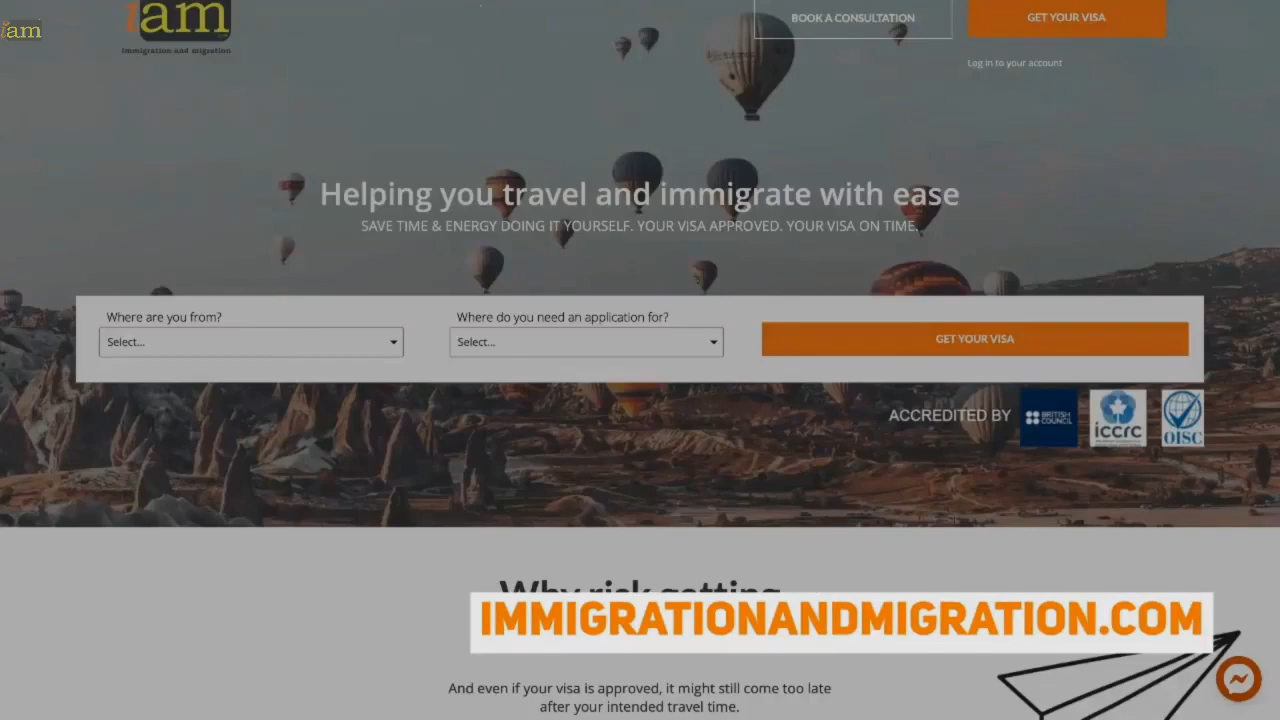 iam
iam
immigration and migration
BOOK A CONSULTATION
GET YOUR VISA
Log in to your account
Helping you travel and immigrate with ease
SAVE TIME & ENERGY DOING IT YOURSELF. YOUR VISA APPROVED. YOUR VISA ON TIME.
Where are you from?
Where do you need an application for?
Select...
Select...
GET YOUR VISA
ACCREDITED BY
BRITISH COUNCIL
iccrc
OISC
Why risk getting
IMMIGRATIONANDMIGRATION.COM
And even if your visa is approved, it might still come too late
after your intended travel time.